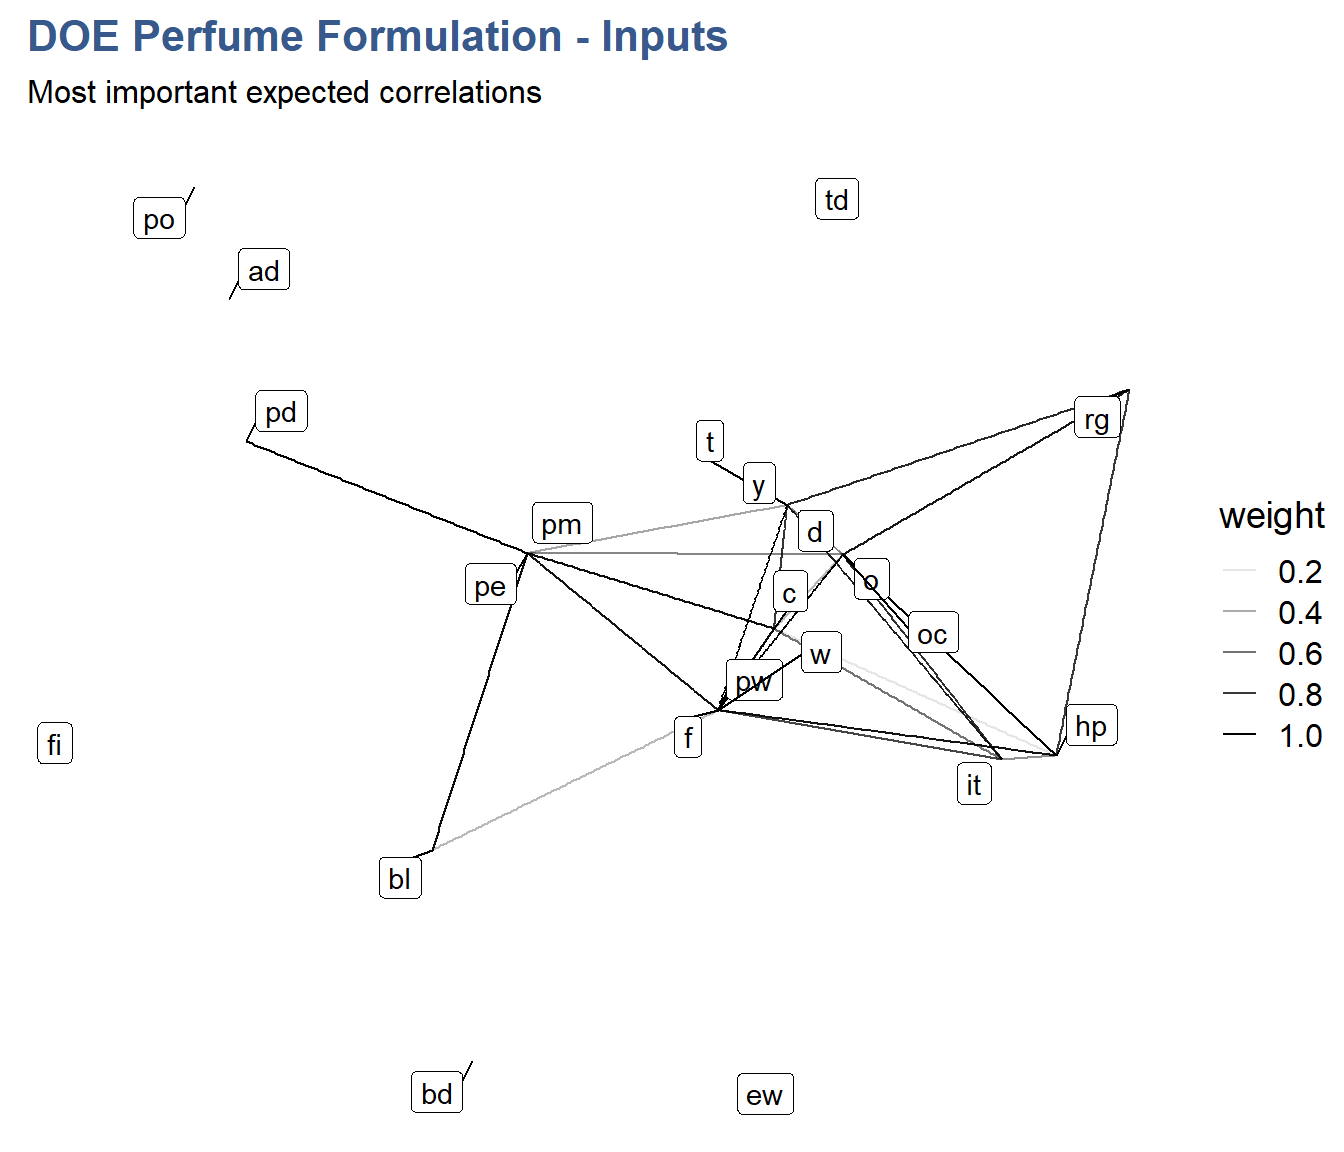 DOE Perfume Formulation - Inputs
Most important expected correlations
po
td
ad
pd
rg
t
y
pm
d
pe
c
o
oc
w
pw
f
hp
fi
it
bl
bd
ew
weight
0.2
0.4
0.6
0.8
1.0